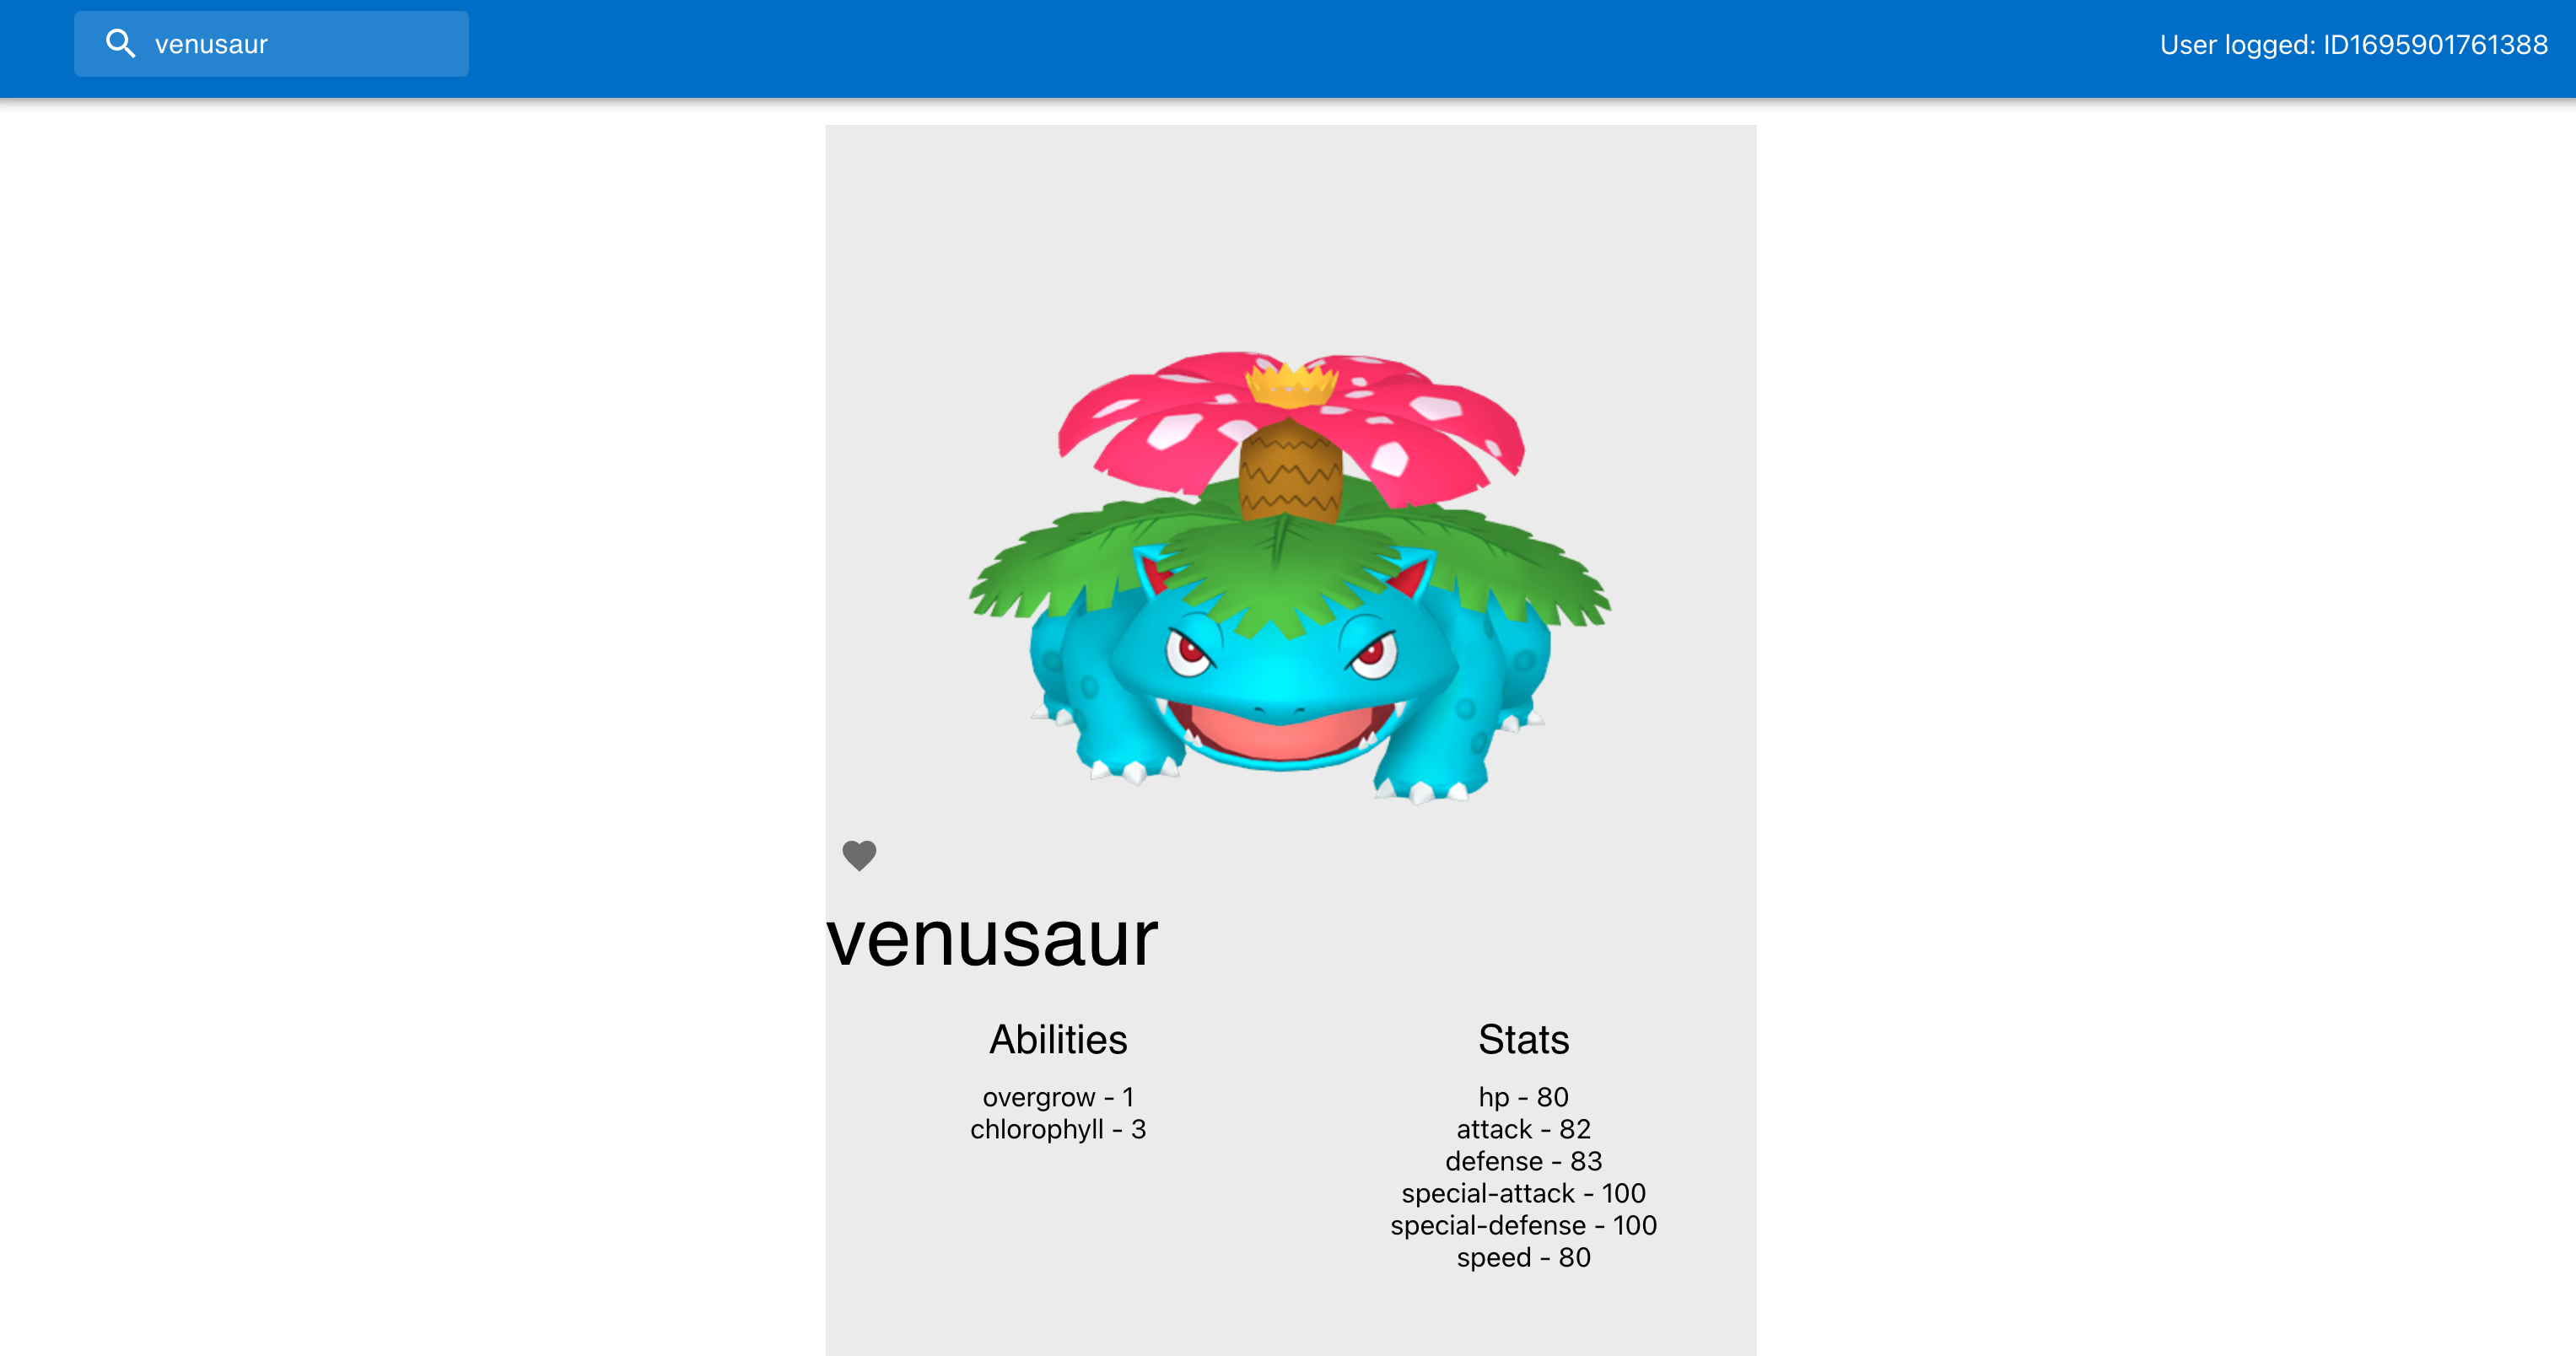 venusaur
User logged: ID1695901761388
venusaur
Abilities
overgrow - 1
chlorophyll - 3
Stats
hp - 80
attack - 82
defense - 83
special-attack - 100
special-defense - 100
speed - 80